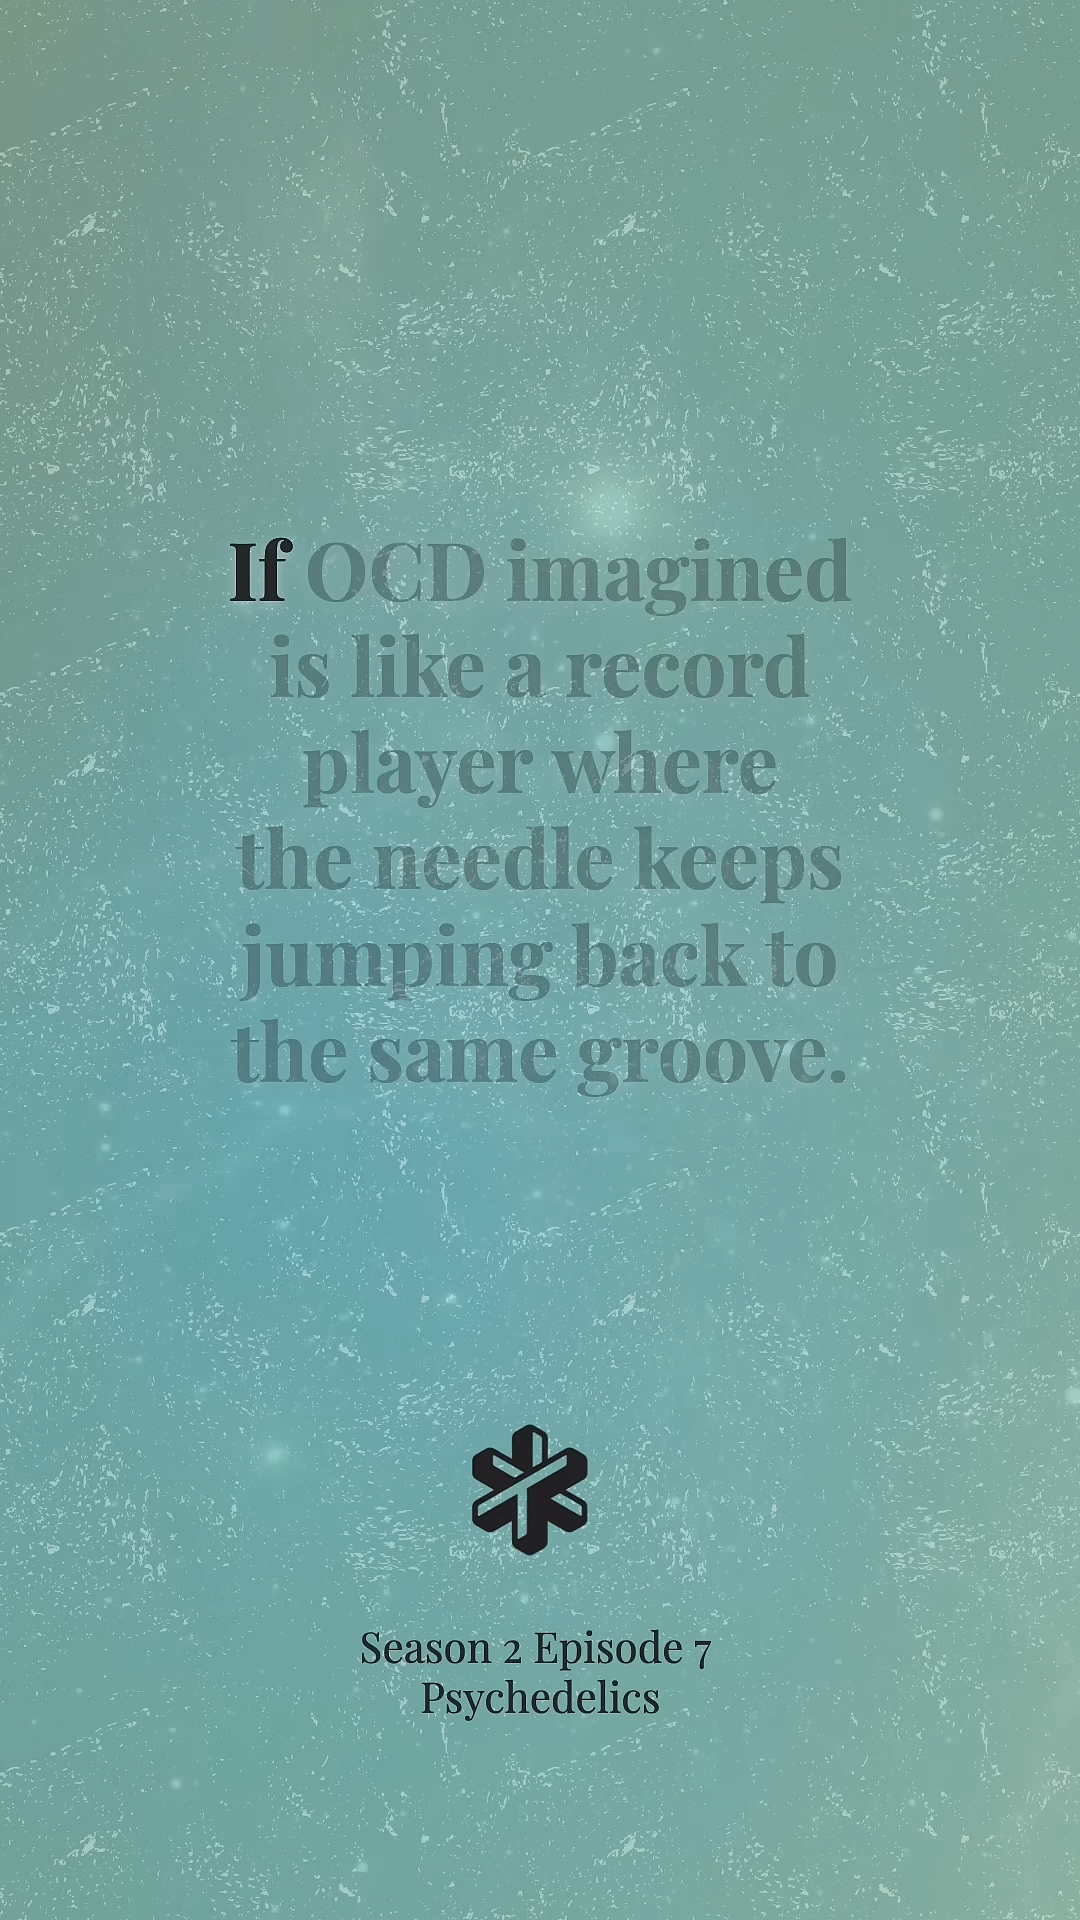 If OCD imagined
is like a record
player where
the needle keeps
jumping back to
the same groove.
Season 2 Episode 7
Psychedelics